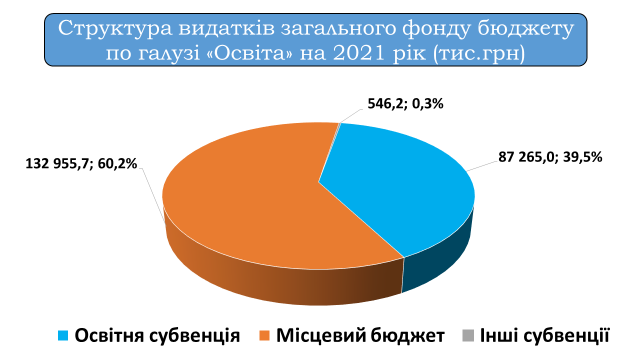 Структура видатків загального фонду бюджету
по галузі «Освіта» на 2021 рік (тис.грн)
546,2; 0,3%
132 955,7; 60,2%
87 265,0; 39,5%
Освітня субвенція
Місцевий бюджет
Інші субвенції